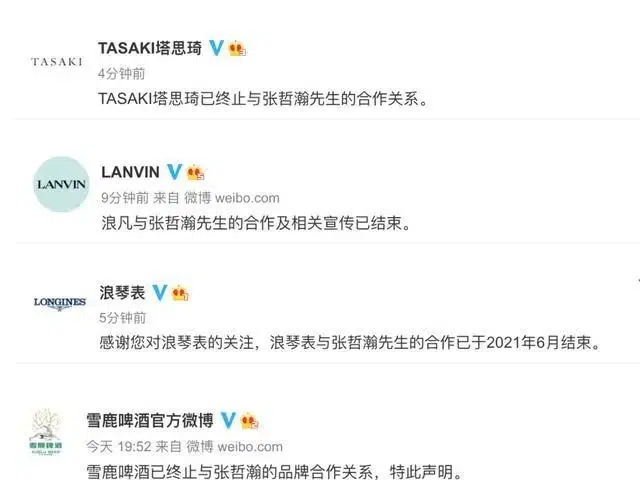 TASAKI
TASAKI塔思琦
4分钟前
TASAKI塔思琦已终止与张哲瀚先生的合作关系。
LANVIN
LANVIN
9分钟前 来自 微博 weibo.com
浪凡与张哲瀚先生的合作及相关宣传已结束。
LONGINES
浪琴表
5分钟前
感谢您对浪琴表的关注，浪琴表与张哲瀚先生的合作已于2021年6月结束。
雪鹿啤酒
雪鹿啤酒官方微博
今天 19:52 来自 微博 weibo.com
雪鹿啤酒已终止与张哲瀚的品牌合作关系，特此声明。